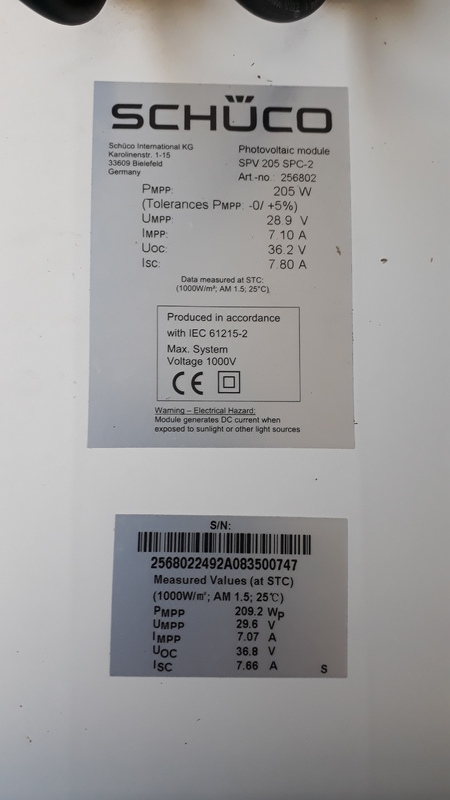 SCHÜCO
Schüco International KG
Karolinenstr. 1-15
33609 Bielefeld
Germany
Photovoltaic module
SPV 205 SPC-2
Art-no.: 256802
PMPP: 205 W
(Tolerances PMPP: -0/ +5%)
UMPP: 28.9 V
IMPP: 7.10 A
Uoc: 36.2 V
Isc: 7.80 A
Data measured at STC:
(1000W/m²; AM 1.5; 25°C)
Produced in accordance
with IEC 61215-2
Max. System
Voltage 1000V
CE
Warning – Electrical Hazard:
Module generates DC current when
exposed to sunlight or other light sources
S/N:
2568022492A083500747
Measured Values (at STC)
(1000W/㎡; AM 1.5; 25℃)
PMPP 209.2 WP
UMPP 29.6 V
IMPP 7.07 A
UOC 36.8 V
ISC 7.66 A S